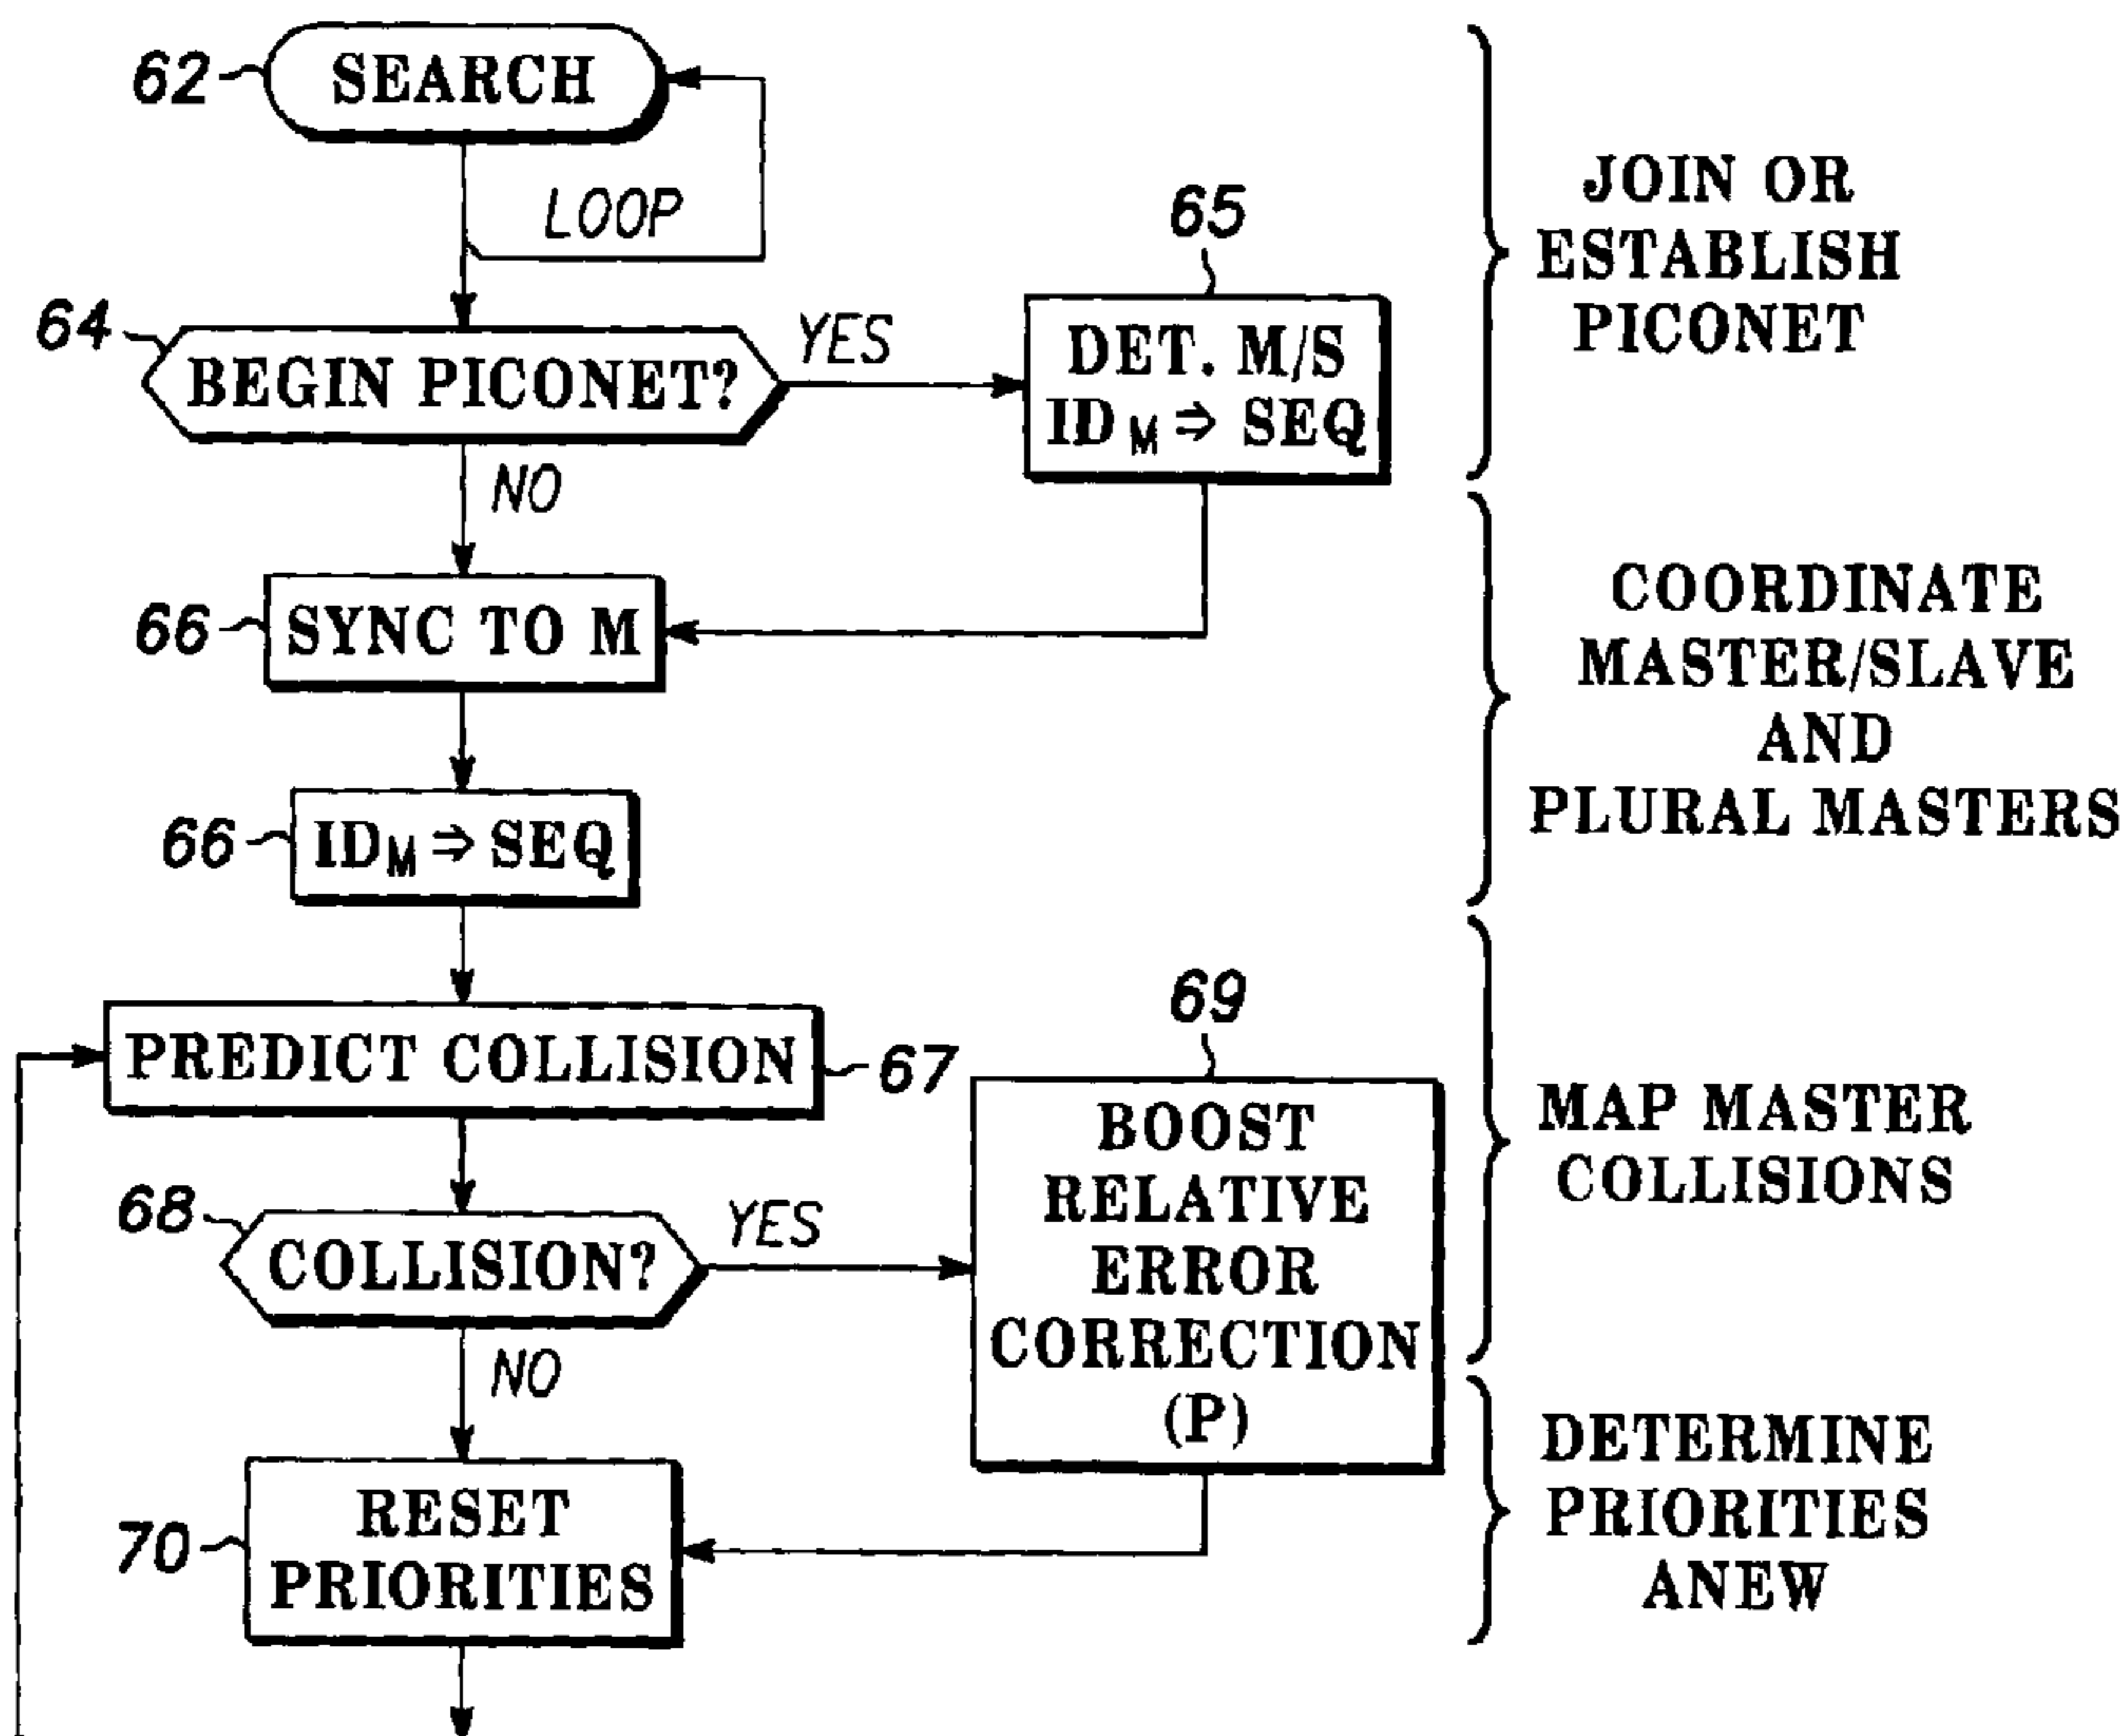 62 SEARCH
LOOP
64 BEGIN PICONET? YES
NO
65
DET. M/S
ID M ⇒ SEQ
JOIN OR
ESTABLISH
PICONET
66 SYNC TO M
66 IDM ⇒ SEQ
COORDINATE
MASTER/SLAVE
AND
PLURAL MASTERS
PREDICT COLLISION 67
68 COLLISION? YES
NO
69
BOOST
RELATIVE
ERROR
CORRECTION
(P)
MAP MASTER
COLLISIONS
70 RESET
PRIORITIES
DETERMINE
PRIORITIES
ANEW